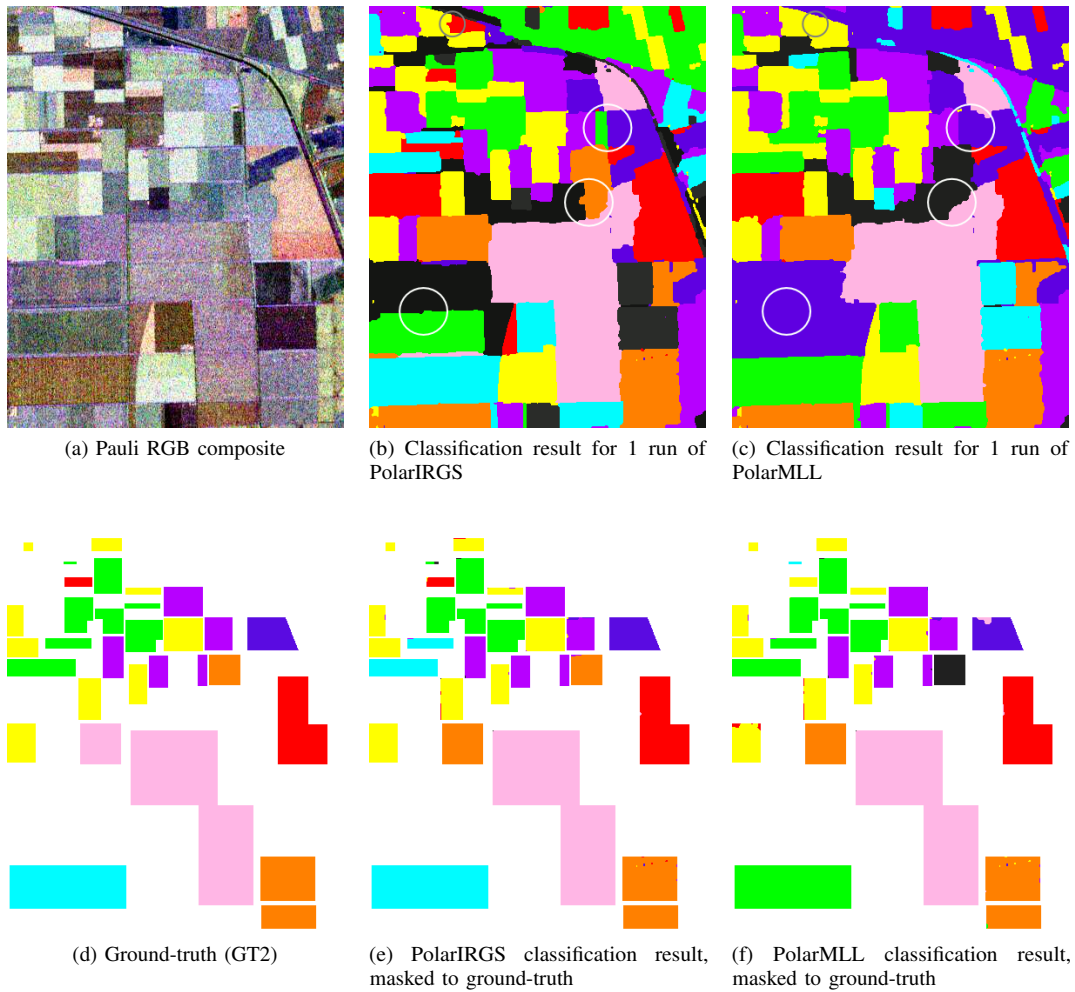 (a) Pauli RGB composite
(b) Classification result for 1 run of
PolarIRGS
(c) Classification result for 1 run of
PolarMLL
(d) Ground-truth (GT2)
(e) PolarIRGS classification result,
masked to ground-truth
(f) PolarMLL classification result,
masked to ground-truth